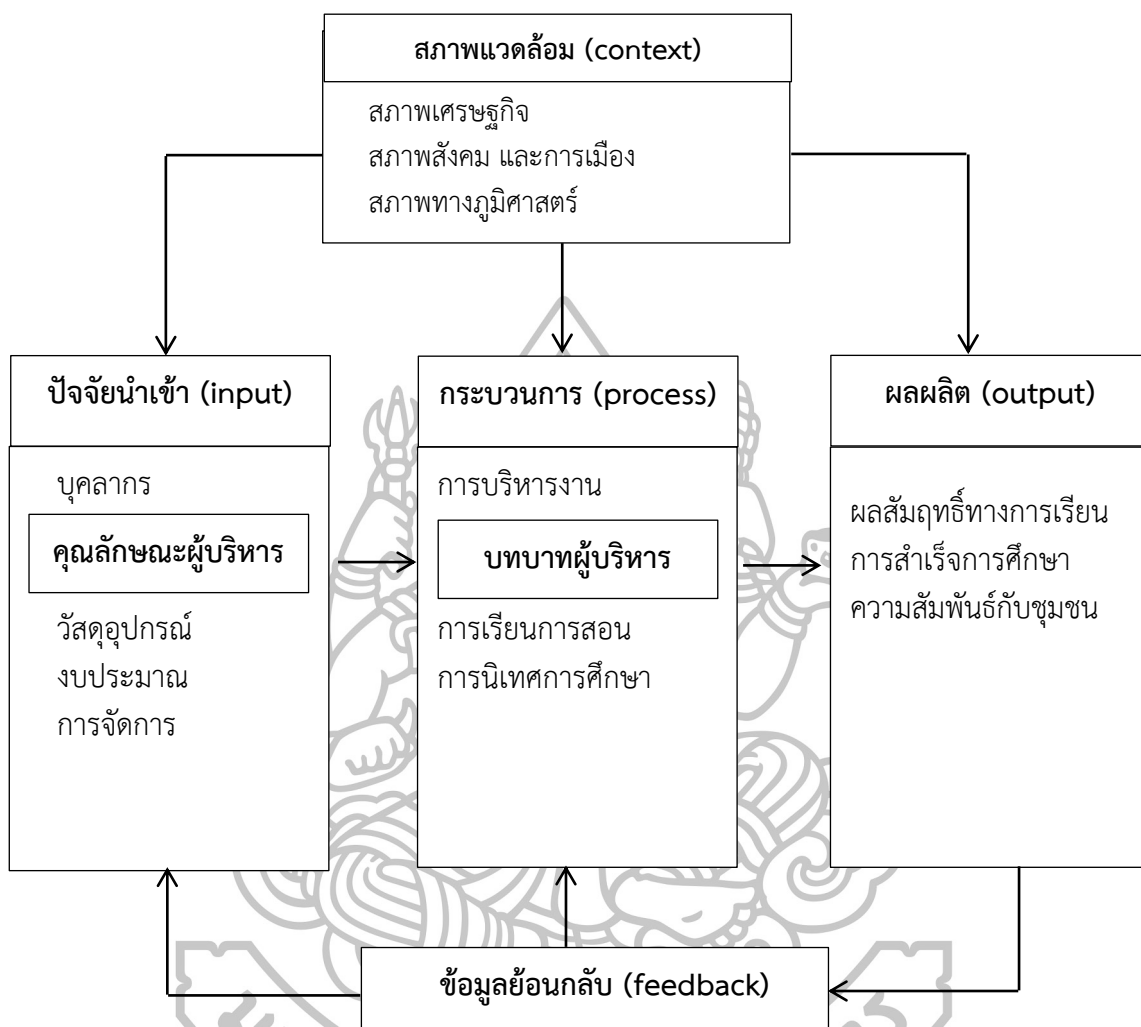 สภาพแวดล้อม (context)
สภาพเศรษฐกิจ
สภาพสังคม และการเมือง
สภาพทางภูมิศาสตร์
ปัจจัยนำเข้า (input)
บุคลากร
คุณลักษณะผู้บริหาร
วัสดุอุปกรณ์
งบประมาณ
การจัดการ
กระบวนการ (process)
การบริหารงาน
บทบาทผู้บริหาร
การเรียนการสอน
การนิเทศการศึกษา
ผลผลิต (output)
ผลสัมฤทธิ์ทางการเรียน
การสำเร็จการศึกษา
ความสัมพันธ์กับชุมชน
ข้อมูลย้อนกลับ (feedback)